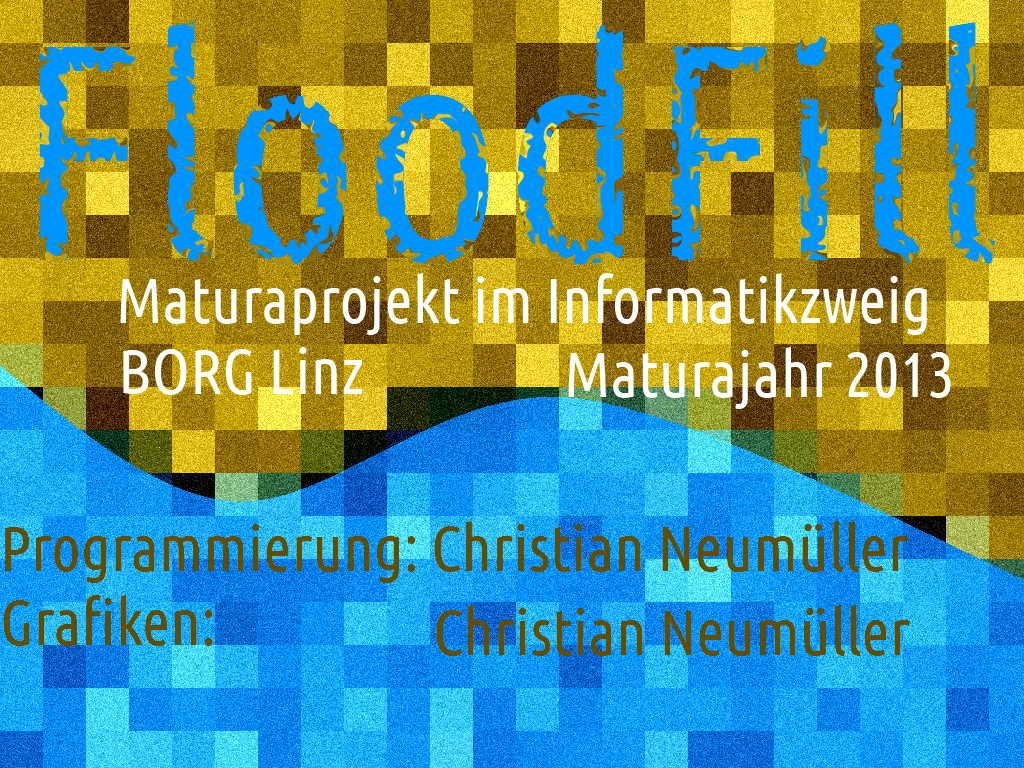 FloodFill
Maturaprojekt im Informatikzweig
BORG Linz Maturajahr 2013
Programmierung: Christian Neumüller
Grafiken: Christian Neumüller